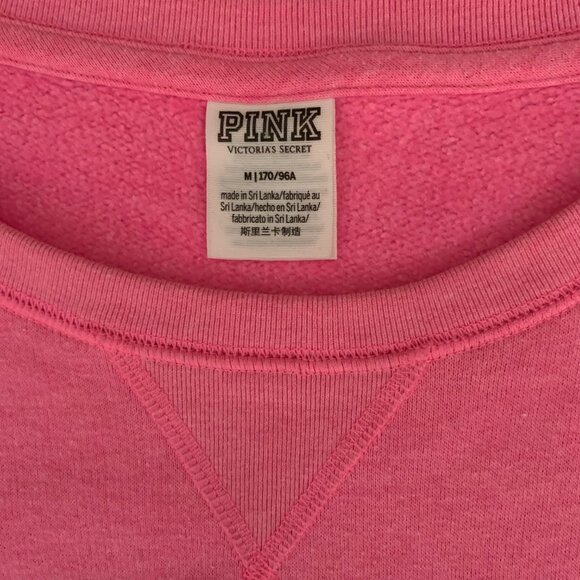 PINK
VICTORIA'S SECRET
M | 170/96A
made in Sri Lanka/fabriqué au
Sri Lanka/hecho en Sri Lanka/
fabbricato in Sri Lanka/
斯里兰卡制造